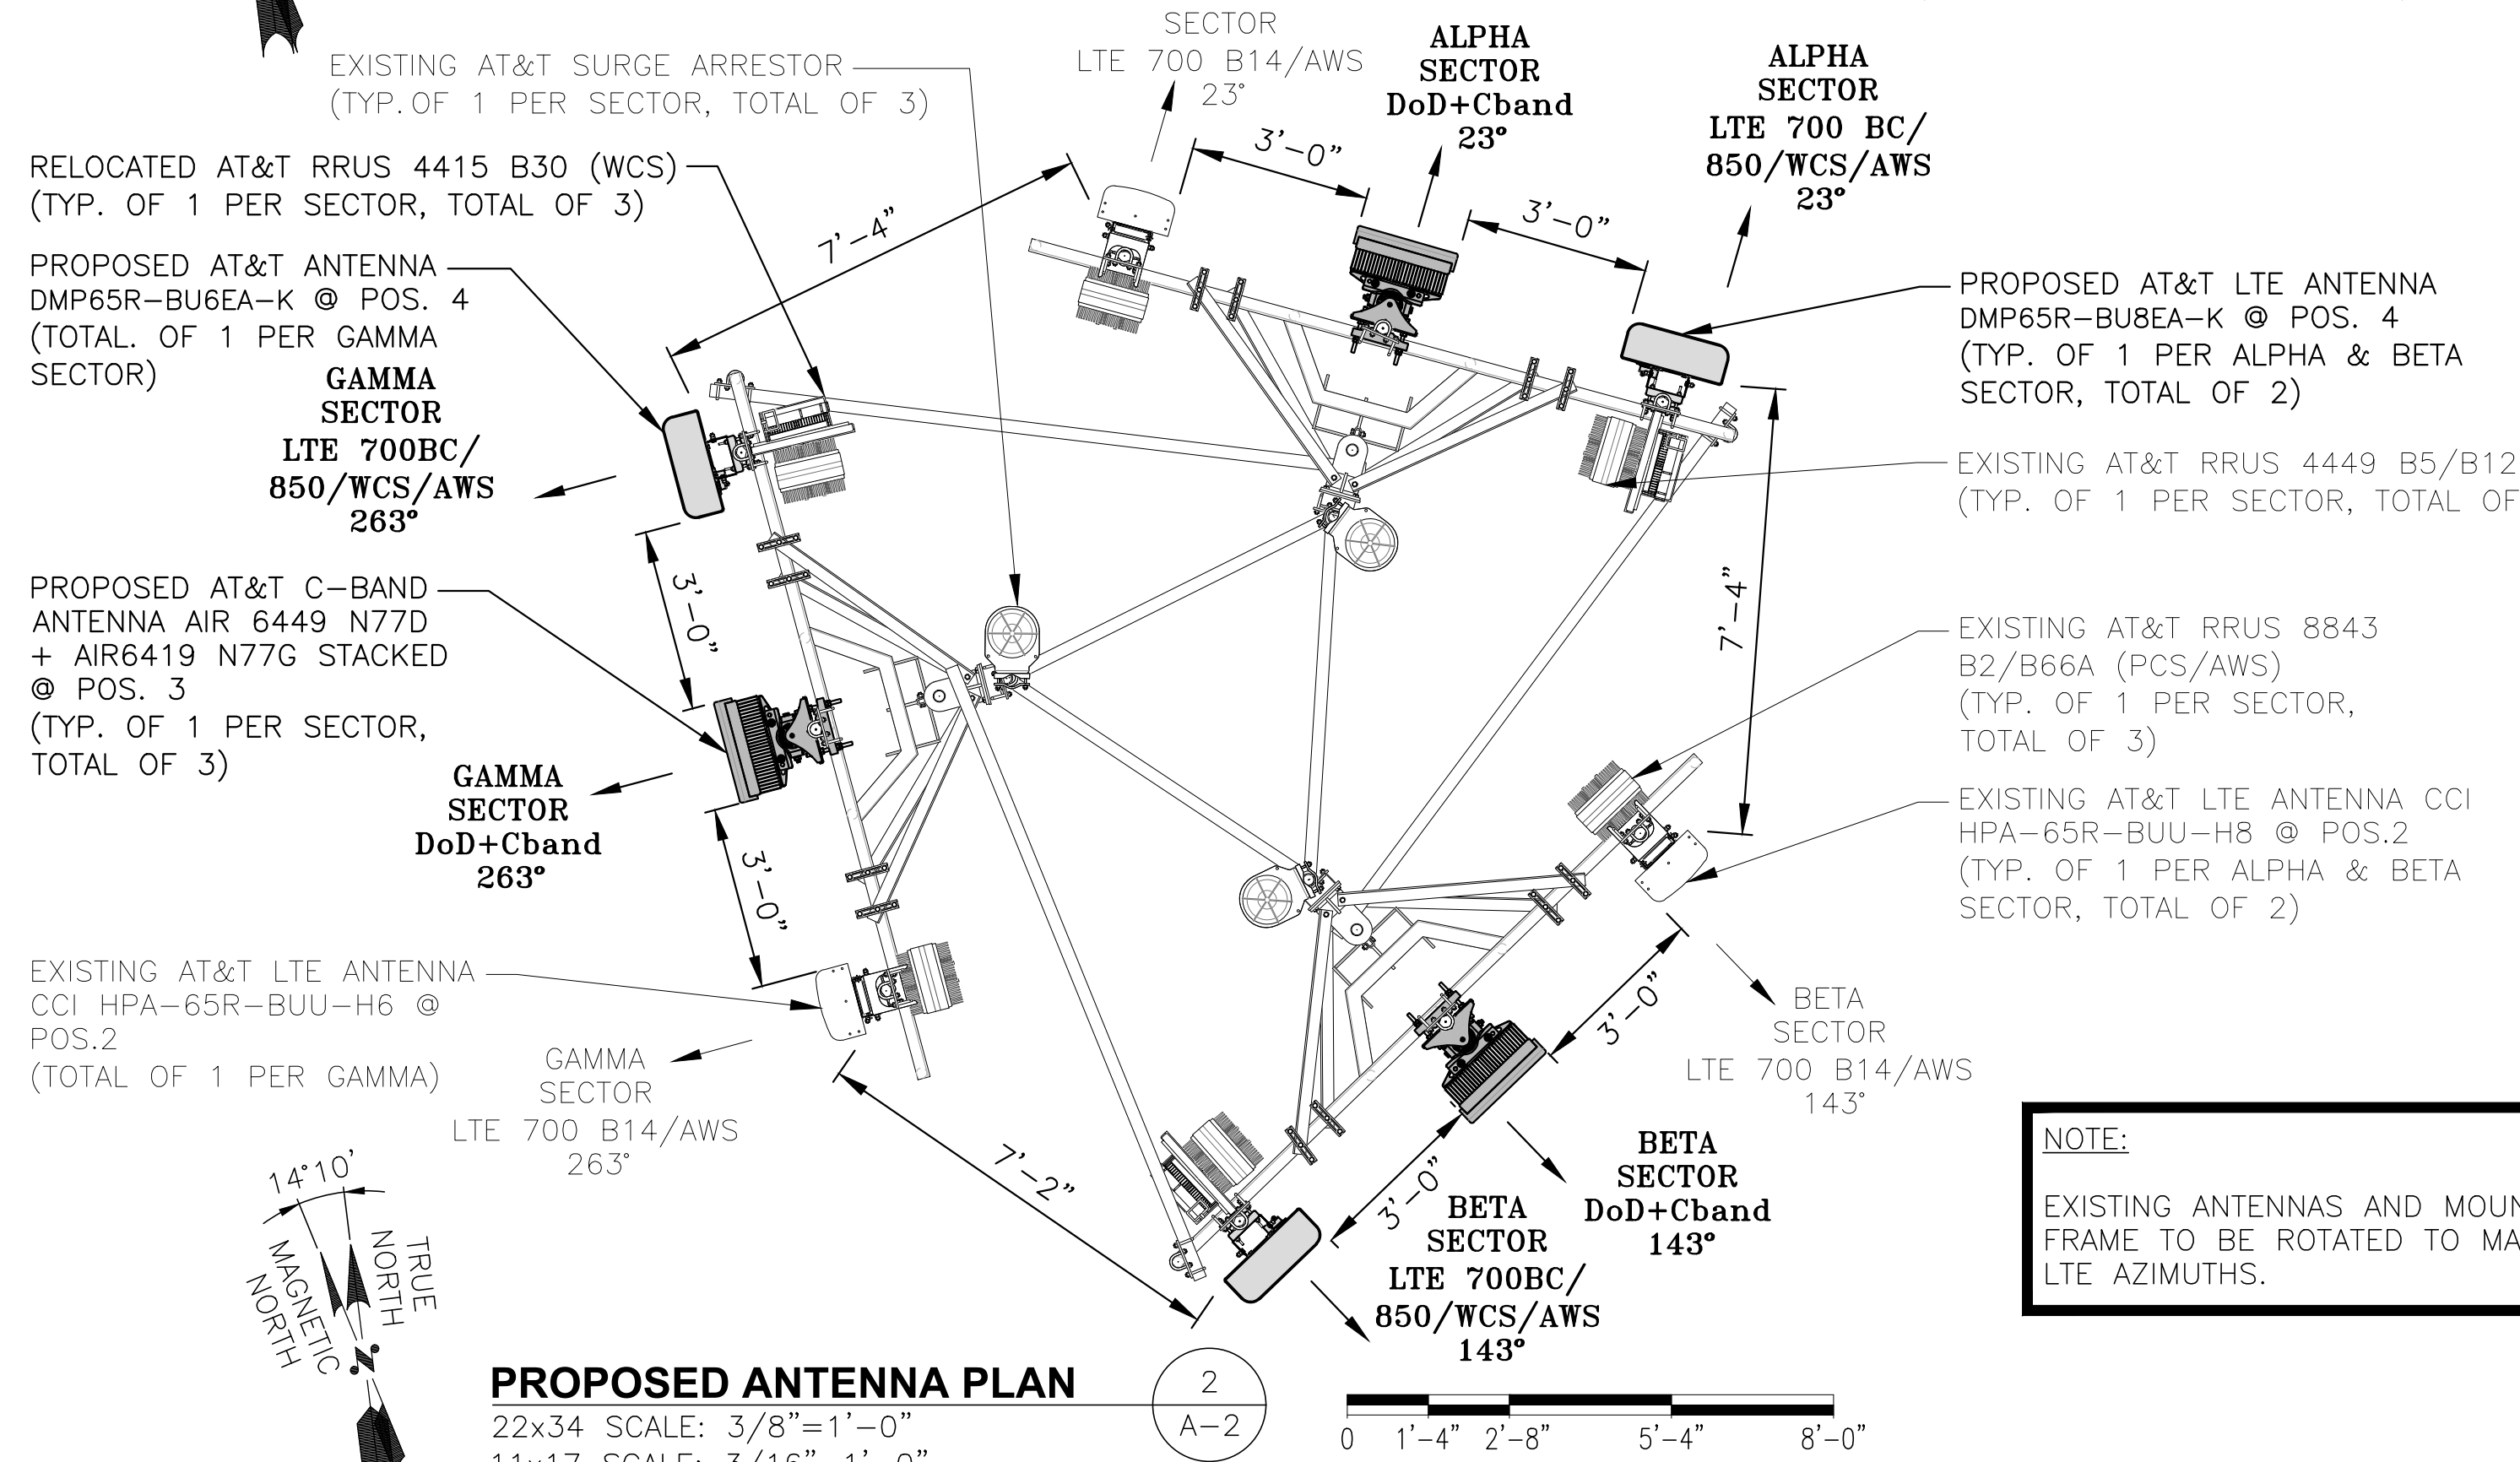 EXISTING AT&T SURGE ARRESTOR
(TYP.OF 1 PER SECTOR, TOTAL OF 3)
RELOCATED AT&T RRUS 4415 B30 (WCS)
(TYP. OF 1 PER SECTOR, TOTAL OF 3)
PROPOSED AT&T ANTENNA
DMP65R-BU6EA-K @ POS. 4
(TOTAL. OF 1 PER GAMMA
SECTOR)
GAMMA
SECTOR
LTE 700BC/
850/WCS/AWS
263°
PROPOSED AT&T C-BAND
ANTENNA AIR 6449 N77D
+ AIR6419 N77G STACKED
@ POS. 3
(TYP. OF 1 PER SECTOR,
TOTAL OF 3)
GAMMA
SECTOR
DoD+Cband
263°
EXISTING AT&T LTE ANTENNA
CCI HPA-65R-BUU-H6 @
POS.2
(TOTAL OF 1 PER GAMMA)
GAMMA
SECTOR
LTE 700 B14/AWS
263°
SECTOR
LTE 700 B14/AWS
23°
ALPHA
SECTOR
DoD+Cband
23°
ALPHA
SECTOR
LTE 700 BC/
850/WCS/AWS
23°
7'-4"
3'-0"
3'-0"
3'-0"
3'-0"
7'-4"
3'-0"
3'-0"
7'-2"
PROPOSED AT&T LTE ANTENNA
DMP65R-BU8EA-K @ POS. 4
(TYP. OF 1 PER ALPHA & BETA
SECTOR, TOTAL OF 2)
EXISTING AT&T RRUS 4449 B5/B12
(TYP. OF 1 PER SECTOR, TOTAL OF
EXISTING AT&T RRUS 8843
B2/B66A (PCS/AWS)
(TYP. OF 1 PER SECTOR,
TOTAL OF 3)
EXISTING AT&T LTE ANTENNA CCI
HPA-65R-BUU-H8 @ POS.2
(TYP. OF 1 PER ALPHA & BETA
SECTOR, TOTAL OF 2)
BETA
SECTOR
LTE 700 B14/AWS
143°
BETA
SECTOR
DoD+Cband
143°
BETA
SECTOR
LTE 700BC/
850/WCS/AWS
143°
NOTE:
EXISTING ANTENNAS AND MOUN
FRAME TO BE ROTATED TO MA
LTE AZIMUTHS.
14°10'
TRUE
NORTH
MAGNETIC
NORTH
N
PROPOSED ANTENNA PLAN
22x34 SCALE: 3/8"=1'-0"
11x17 SCALE: 3/16"=1'-0"
2
A-2
0 1'-4" 2'-8" 5'-4" 8'-0"